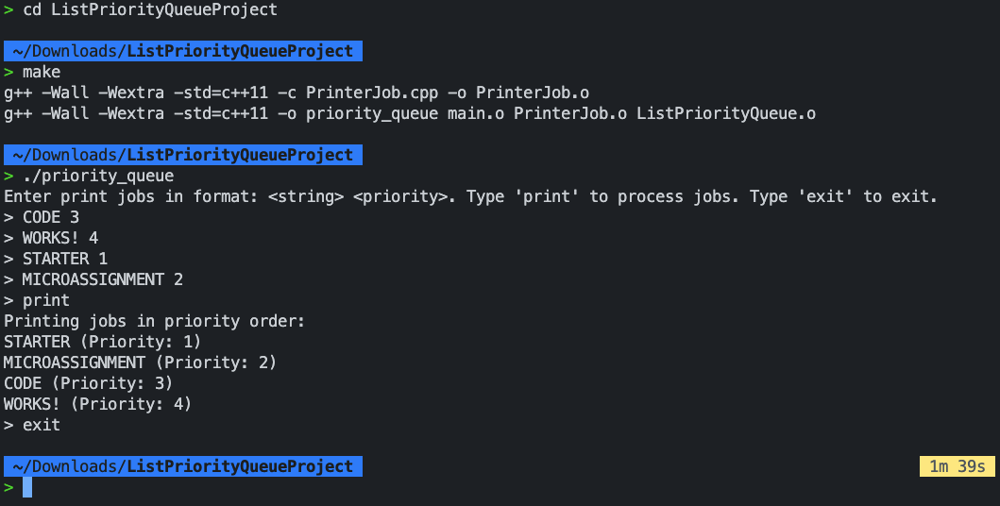 > cd ListPriorityQueueProject
~/Downloads/ListPriorityQueueProject
> make
g++ -Wall -Wextra -std=c++11 -c PrinterJob.cpp -o PrinterJob.o
g++ -Wall -Wextra -std=c++11 -o priority_queue main.o PrinterJob.o ListPriorityQueue.o
~/Downloads/ListPriorityQueueProject
> ./priority_queue
Enter print jobs in format: <string> <priority>. Type 'print' to process jobs. Type 'exit' to exit.
> CODE 3
> WORKS! 4
> STARTER 1
> MICROASSIGNMENT 2
> print
Printing jobs in priority order:
STARTER (Priority: 1)
MICROASSIGNMENT (Priority: 2)
CODE (Priority: 3)
WORKS! (Priority: 4)
> exit
~/Downloads/ListPriorityQueueProject 1m 39s
>